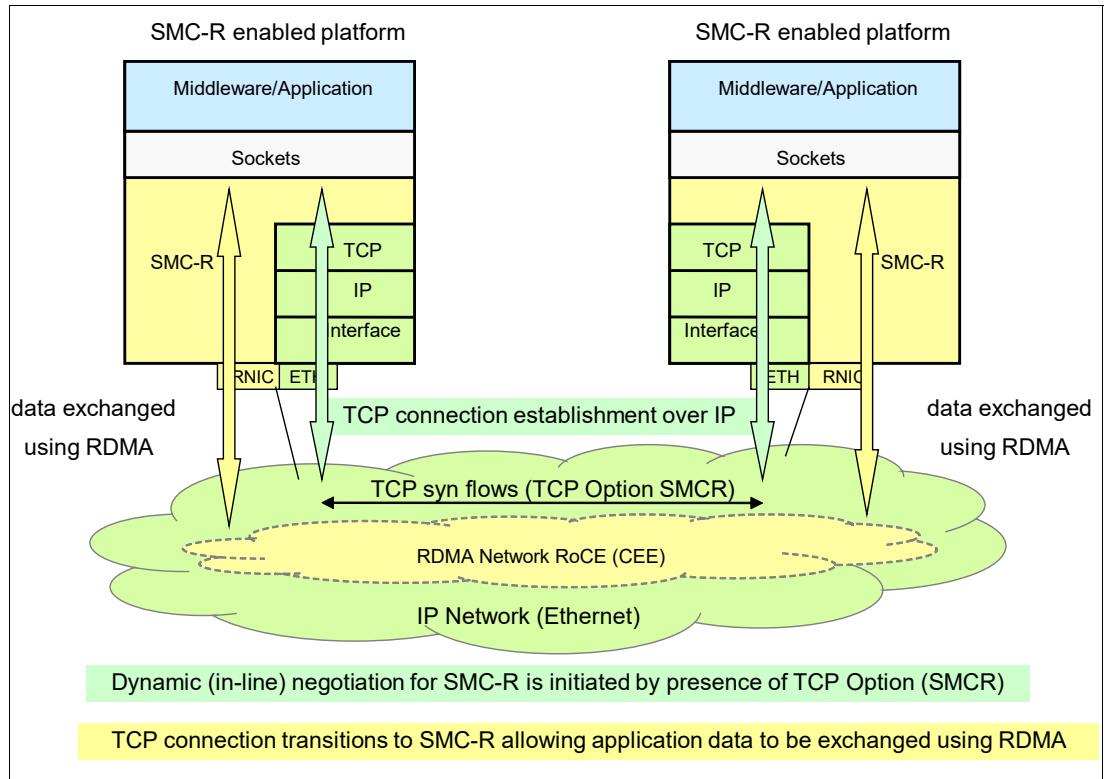 SMC-R enabled platform
SMC-R enabled platform
Middleware/Application
Middleware/Application
Sockets
Sockets
TCP
TCP
SMC-R
SMC-R
IP
IP
nterface
Interface
RNIC
ETH
ETH
RNIC
data exchanged
using RDMA
TCP connection establishment over IP
data exchanged
using RDMA
TCP syn flows (TCP Option SMCR)
RDMA Network RoCE (CEE)
IP Network (Ethernet)
Dynamic (in-line) negotiation for SMC-R is initiated by presence of TCP Option (SMCR)
TCP connection transitions to SMC-R allowing application data to be exchanged using RDMA